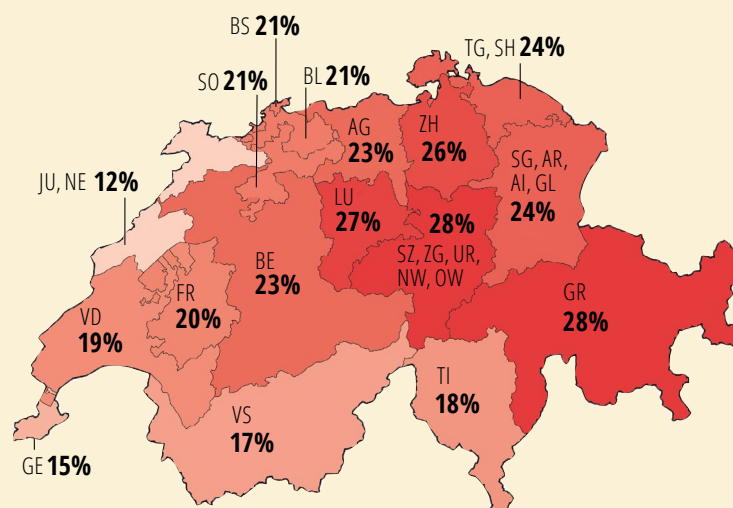 BS 21%
TG, SH 24%
SO 21%
BL 21%
AG
23%
ZH
26%
SG, AR,
AI, GL
24%
JU, NE 12%
LU
27%
28%
SZ, ZG, UR,
NW, OW
BE
23%
FR
20%
GR
28%
VD
19%
TI
18%
VS
17%
GE 15%